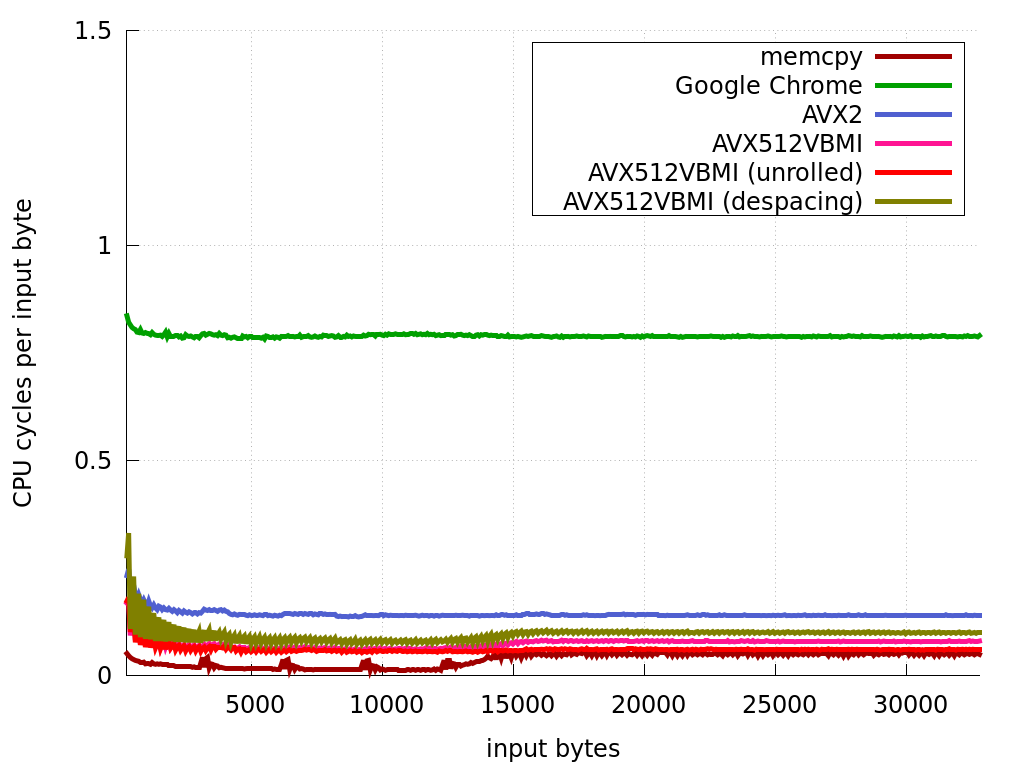 1.5
memcpy
Google Chrome
AVX2
AVX512VBMI
AVX512VBMI (unrolled)
AVX512VBMI (despacing)
1
CPU cycles per input byte
0.5
0
5000 10000 15000 20000 25000 30000
input bytes